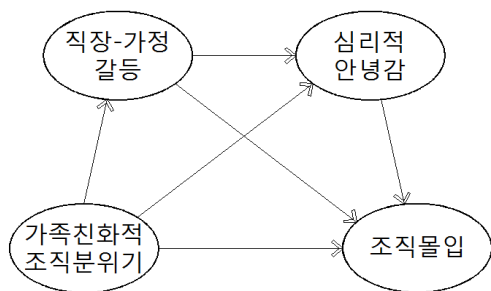 직장-가정
갈등
심리적
안녕감
가족친화적
조직분위기
조직몰입